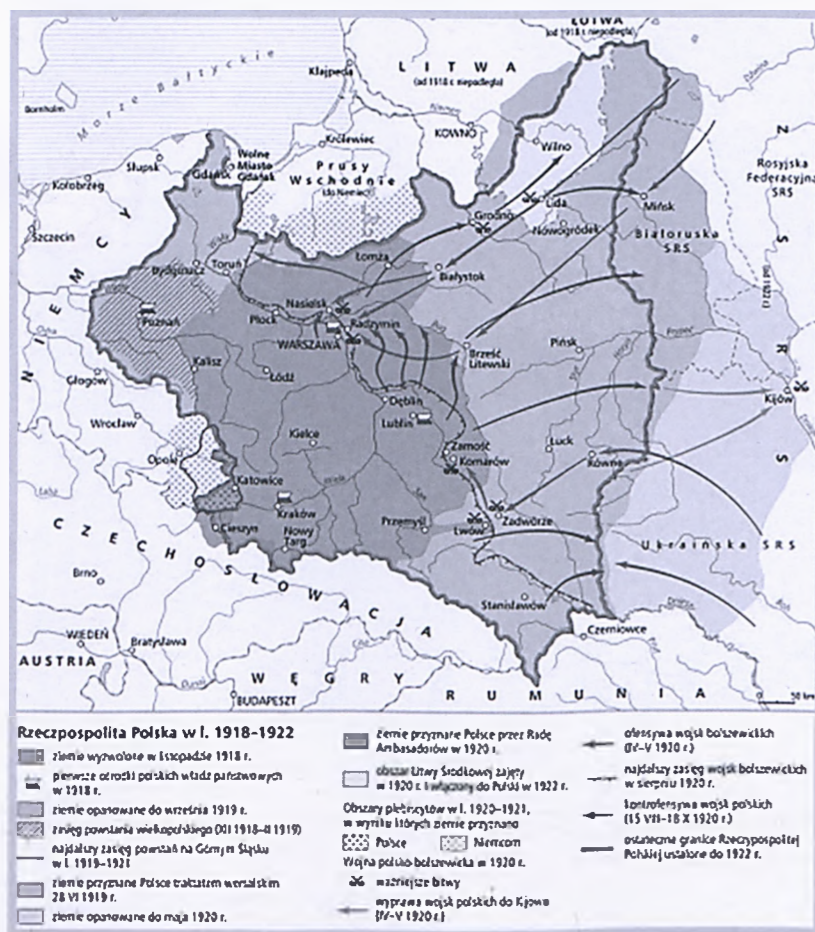 ŁOTWA
(od 1918 r. niepodległa)
LITWA
(od 1918 r. niepodległa)
Kłajpeda
Morze Bałtyckie
Bornholm
KOWNO
Wilno
Królewiec
Wolne
Miasto
Gdańsk
Gdańsk
Prusy
Wschodnie
(do Niemiec)
Słupsk
Kołobrzeg
Szczecin
NIEMCY
ZSRS
Rosyjska
Federacyjna
SRS
(od 1922 r.)
Lida
Grodno
Nowogródek
Mińsk
Białoruska
SRS
Toruń
Bydgoszcz
Łomża
Białystok
Nasielsk
Płock
Radzymin
WARSZAWA
Poznań
Kalisz
Łódź
Brześć
Litewski
Pińsk
Głogów
Wrocław
Dęblin
Lublin
Kijów
Kielce
Zamość
Komarów
Łuck
Równe
Opole
Katowice
Kraków
Cieszyn
Nowy
Targ
Przemyśl
Lwów
Zadwórze
Ukraińska SRS
CZECHOSŁOWACJA
Brno
Stanisławów
Czerniowce
WIEDEŃ
Bratysława
AUSTRIA
WĘGRY
BUDAPESZT
RUMUNIA
50 km
Rzeczpospolita Polska w l. 1918-1922
ziemie wyzwolone w listopadzie 1918 r.
pierwsze ośrodki polskich władz państwowych
w 1918 r.
ziemie opanowane do września 1919 r.
zasięg powstania wielkopolskiego (XII 1918-II 1919)
najdalszy zasięg powstań na Górnym Śląsku
w l. 1919-1921
ziemie przyznane Polsce traktatem wersalskim
28 VI 1919 r.
ziemie opanowane do maja 1920 r.
ziemie przyznane Polsce przez Radę
Ambasadorów w 1920 r.
obszar Litwy Środkowej zajęty
w 1920 r. i włączony do Polski w 1922 r.
Obszary plebiscytów w l. 1920-1921,
w wyniku których ziemie przyznano
Polsce
Niemcom
Wojna polsko-bolszewicka w 1920 r.
ważniejsze bitwy
wyprawa wojsk polskich do Kijowa
(IV-V 1920 r.)
ofensywa wojsk bolszewickich
(IV-V 1920 r.)
najdalszy zasięg wojsk bolszewickich
w sierpniu 1920 r.
kontrofensywa wojsk polskich
(15 VIII-18 X 1920 r.)
ostateczne granice Rzeczypospolitej
Polskiej ustalone do 1922 r.